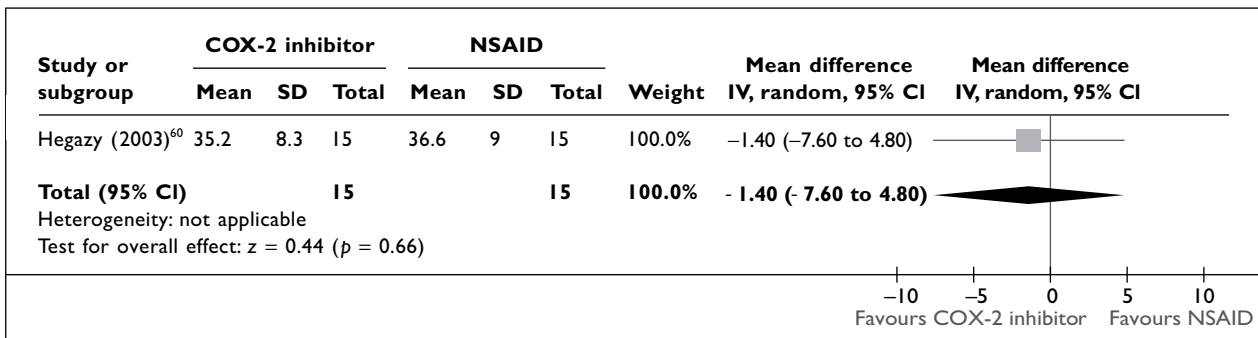 COX-2 inhibitor NSAID
Study or subgroup Mean SD Total Mean SD Total Weight Mean difference IV, random, 95% CI Mean difference IV, random, 95% CI
Hegazy (2003)60 35.2 8.3 15 36.6 9 15 100.0% −1.40 (−7.60 to 4.80)
Total (95% CI) 15 15 100.0% - 1.40 (- 7.60 to 4.80)
Heterogeneity: not applicable
Test for overall effect: z = 0.44 (p = 0.66)
−10 −5 0 5 10
Favours COX-2 inhibitor Favours NSAID